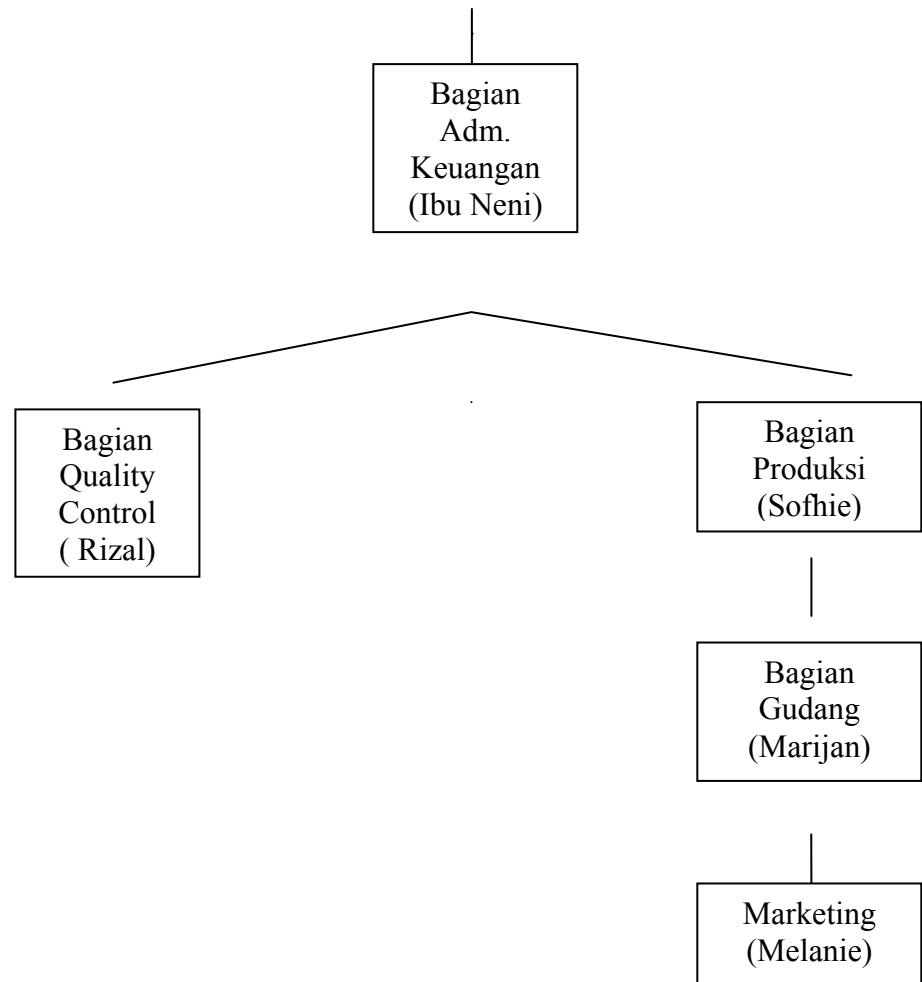 Bagian
Adm.
Keuangan
(Ibu Neni)
Bagian
Quality
Control
( Rizal)
Bagian
Produksi
(Sofhie)
Bagian
Gudang
(Marijan)
Marketing
(Melanie)